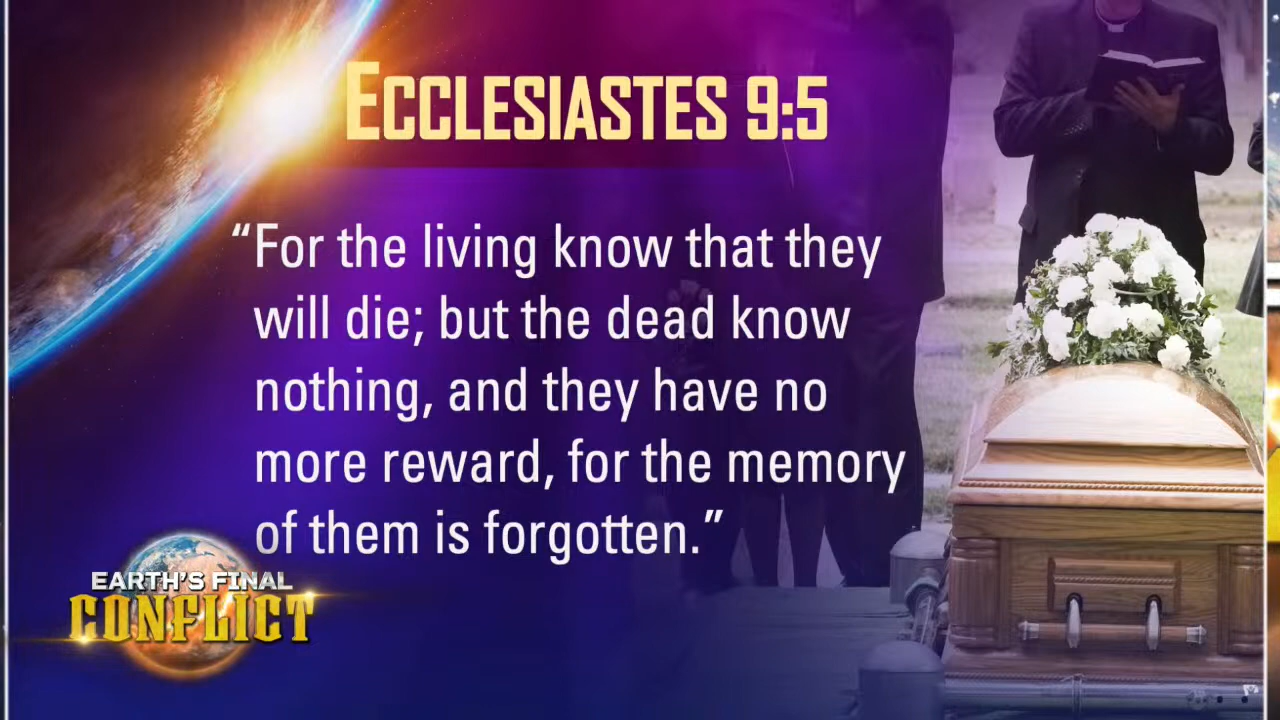 ECCLESIASTES 9:5
“For the living know that they
will die; but the dead know
nothing, and they have no
more reward, for the memory
of them is forgotten.”
EARTH'S FINAL
CONFLICT